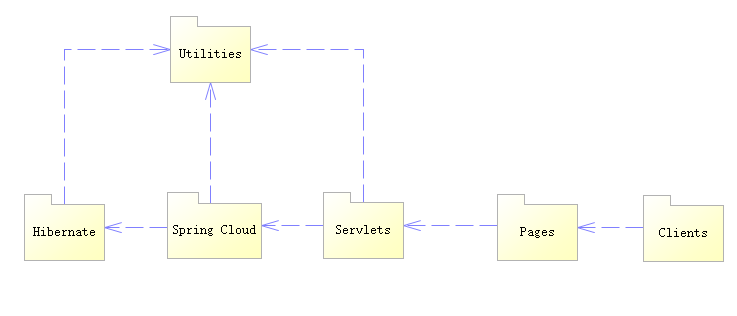 Utilities
Hibernate
Spring Cloud
Servlets
Pages
Clients